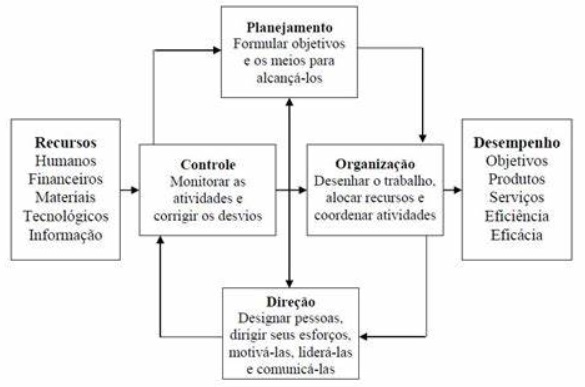 Planejamento
Formular objetivos
e os meios para
alcançá-los
Recursos
Humanos
Financeiros
Materiais
Tecnológicos
Informação
Controle
Monitorar as
atividades e
corrigir os desvios
Organização
Desenhar o trabalho,
alocar recursos e
coordenar atividades
Desempenho
Objetivos
Produtos
Serviços
Eficiência
Eficácia
Direção
Designar pessoas,
dirigir seus esforços,
motivá-las, liderá-las
e comunicá-las